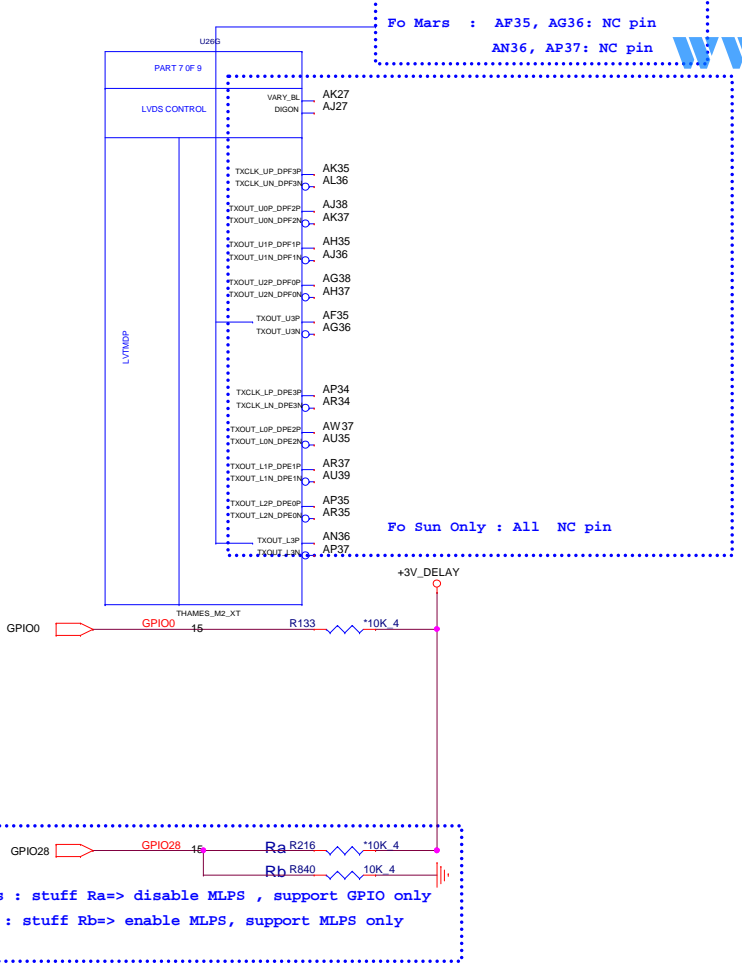 Fo Mars : AF35, AG36: NC pin
AN36, AP37: NC pin
U26G
PART 7 0F 9
LVDS CONTROL
VARY_BL AK27
DIGON AJ27
TXCLK_UP_DPF3P AK35
TXCLK_UN_DPF3N AL36
TXOUT_U0P_DPF2P AJ38
TXOUT_U0N_DPF2N AK37
TXOUT_U1P_DPF1P AH35
TXOUT_U1N_DPF1N AJ36
TXOUT_U2P_DPF0P AG38
TXOUT_U2N_DPF0N AH37
TXOUT_U3P AF35
TXOUT_U3N AG36
LVTMDP
TXCLK_LP_DPE3P AP34
TXCLK_LN_DPE3N AR34
TXOUT_L0P_DPE2P AW37
TXOUT_L0N_DPE2N AU35
TXOUT_L1P_DPE1P AR37
TXOUT_L1N_DPE1N AU39
TXOUT_L2P_DPE0P AP35
TXOUT_L2N_DPE0N AR35
Fo Sun Only : All NC pin
TXOUT_L3P AN36
TXOUT_L3N AP37
+3V_DELAY
THAMES_M2_XT
GPIO0 GPIO0 15 R133 *10K_4
GPIO28 GPIO28 15 Ra R216 *10K_4
Rb R840 10K_4
: stuff Ra=> disable MLPS , support GPIO only
: stuff Rb=> enable MLPS, support MLPS only